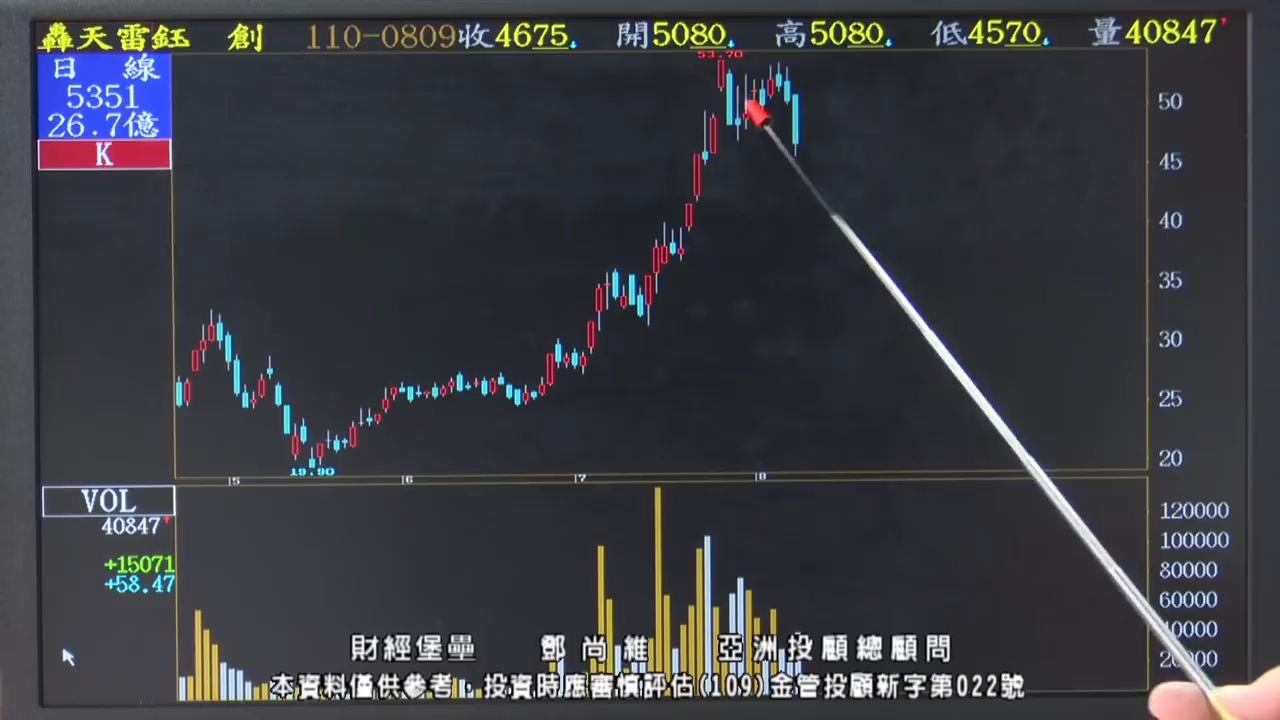 轟天雷鈺 創 110-0809收4675 開5080 高5080 低4570 量40847
日 線
5351
26.7億
K
53.70
50
45
40
35
30
25
20
19.90
5 6 7 8
VOL
40847
+15071
+58.47
120000
100000
80000
60000
40000
20000
財經堡壘 鄧尚維 亞洲投顧總顧問
本資料僅供參考，投資時應審慎評估(109)金管投顧新字第022號